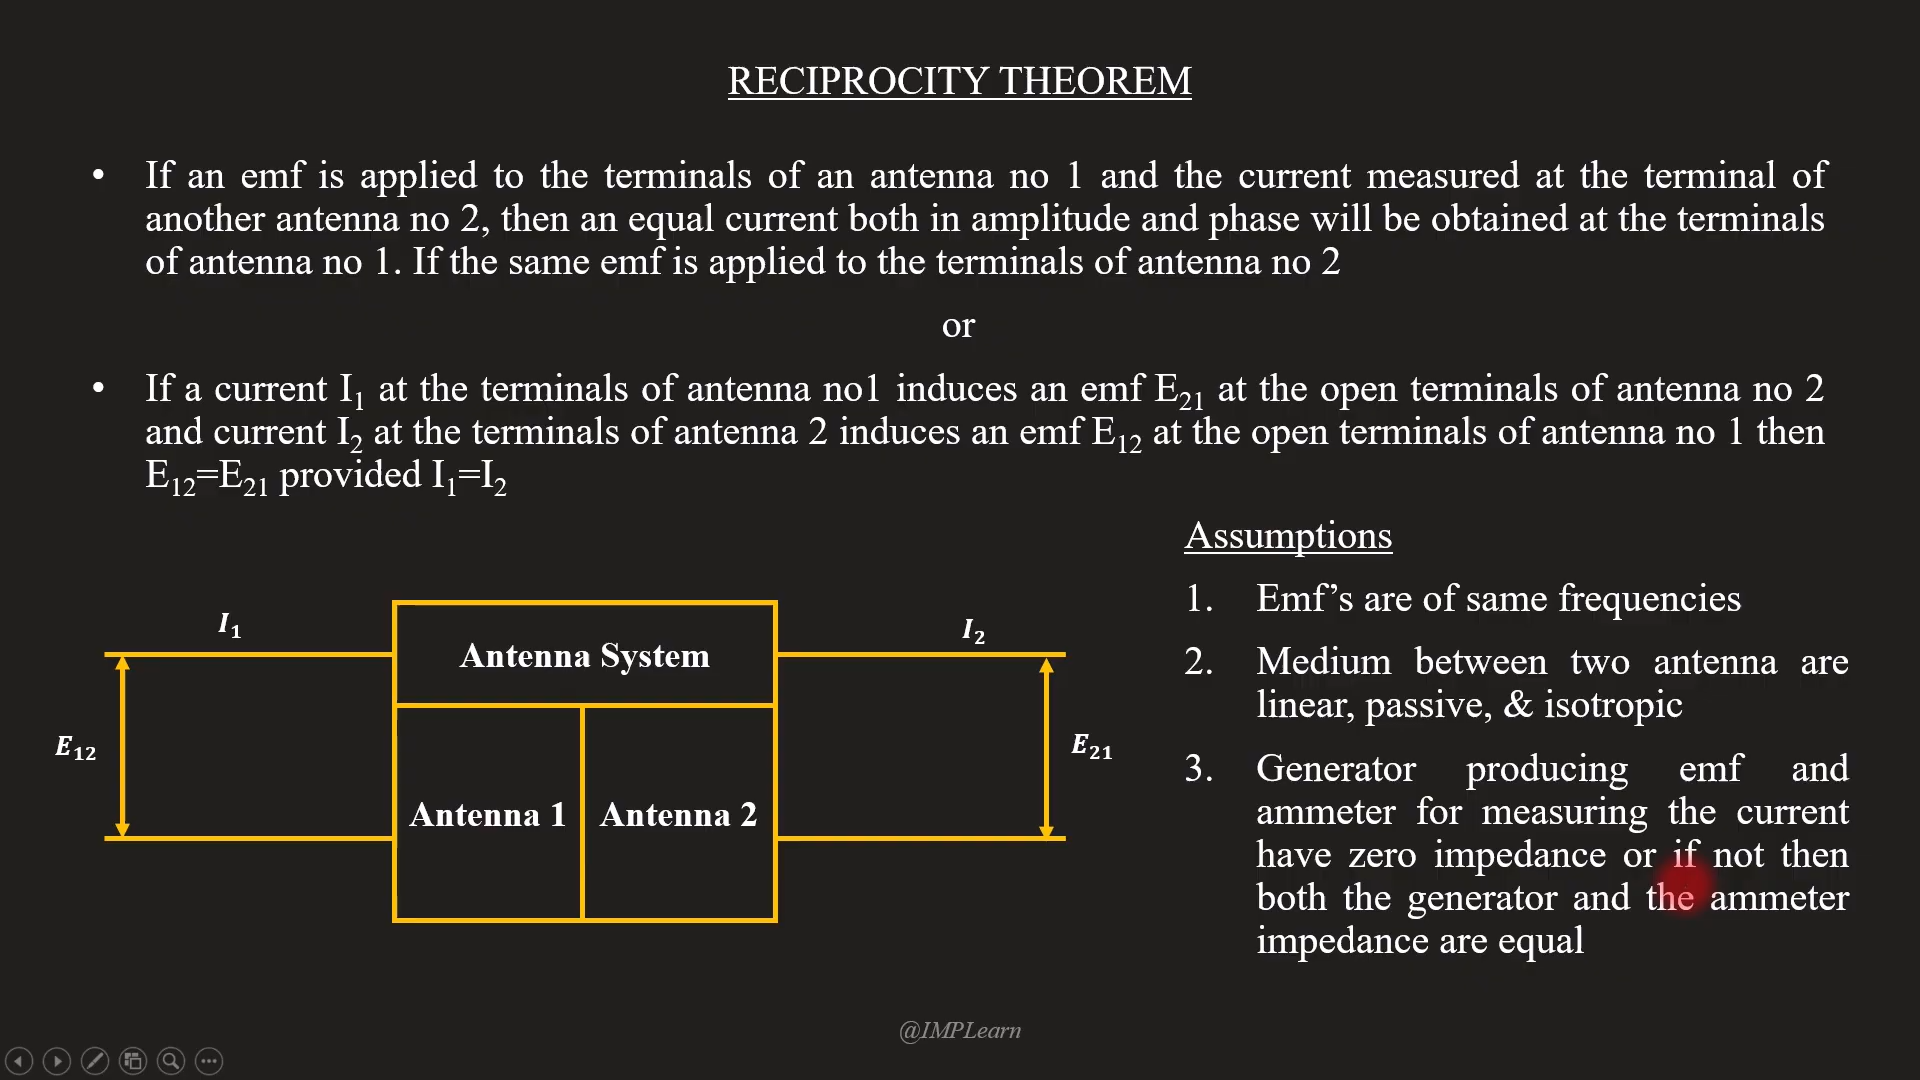 RECIPROCITY THEOREM
• If an emf is applied to the terminals of an antenna no 1 and the current measured at the terminal of
another antenna no 2, then an equal current both in amplitude and phase will be obtained at the terminals
of antenna no 1. If the same emf is applied to the terminals of antenna no 2
or
• If a current I₁ at the terminals of antenna no1 induces an emf E₂₁ at the open terminals of antenna no 2
and current I₂ at the terminals of antenna 2 induces an emf E₁₂ at the open terminals of antenna no 1 then
E₁₂=E₂₁ provided I₁=I₂
I₁
I₂
Antenna System
E₁₂
E₂₁
Antenna 1
Antenna 2
Assumptions
1. Emf’s are of same frequencies
2. Medium between two antenna are
linear, passive, & isotropic
3. Generator producing emf and
ammeter for measuring the current
have zero impedance or if not then
both the generator and the ammeter
impedance are equal
@IMPLearn